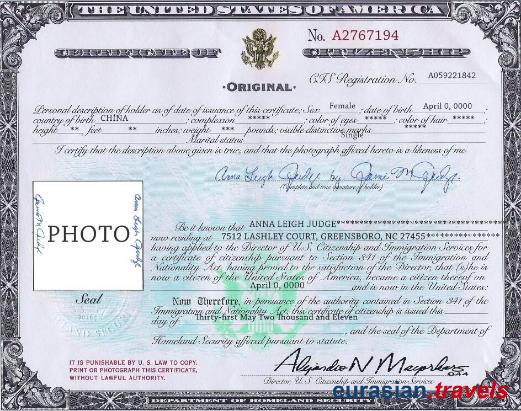 THE UNITED STATES OF AMERICA
No. A2767194
CERTIFICATE OF CITIZENSHIP
ORIGINAL
CIS Registration No. A059221842
Personal description of holder as of date of issuance of this certificate; Sex Female ; date of birth April 0, 0000
country of birth CHINA ; complexion ***** ; color of eyes ***** ; color of hair *****
height ** feet ** inches; weight *** pounds; visible distinctive marks *****
Marital status Single
I certify that the description above given is true, and that the photograph affixed hereto is a likeness of me.
Anna Leigh Judge by Jamie M Judge
(Complete and true signature of holder)
PHOTO
Seal
Be it known that ANNA LEIGH JUDGE
now residing at 7512 LASHLEY COURT, GREENSBORO, NC 27455
having applied to the Director of U.S. Citizenship and Immigration Services for
a certificate of citizenship pursuant to Section 341 of the Immigration and
Nationality Act, having proved to the satisfaction of the Director, that (s)he is
now a citizen of the United States of America, became a citizen thereof on
April 0, 0000 and is now in the United States:
Now Therefore, in pursuance of the authority contained in Section 341 of the
Immigration and Nationality Act, this certificate of citizenship is issued this
day of Thirty-first May Two Thousand and Eleven
, and the seal of the Department of
Homeland Security affixed pursuant to statute.
IT IS PUNISHABLE BY U. S. LAW TO COPY,
PRINT OR PHOTOGRAPH THIS CERTIFICATE,
WITHOUT LAWFUL AUTHORITY.
Director, U. S. Citizenship and Immigration Services
DEPARTMENT OF HOMELAND SECURITY
eurasian.travels